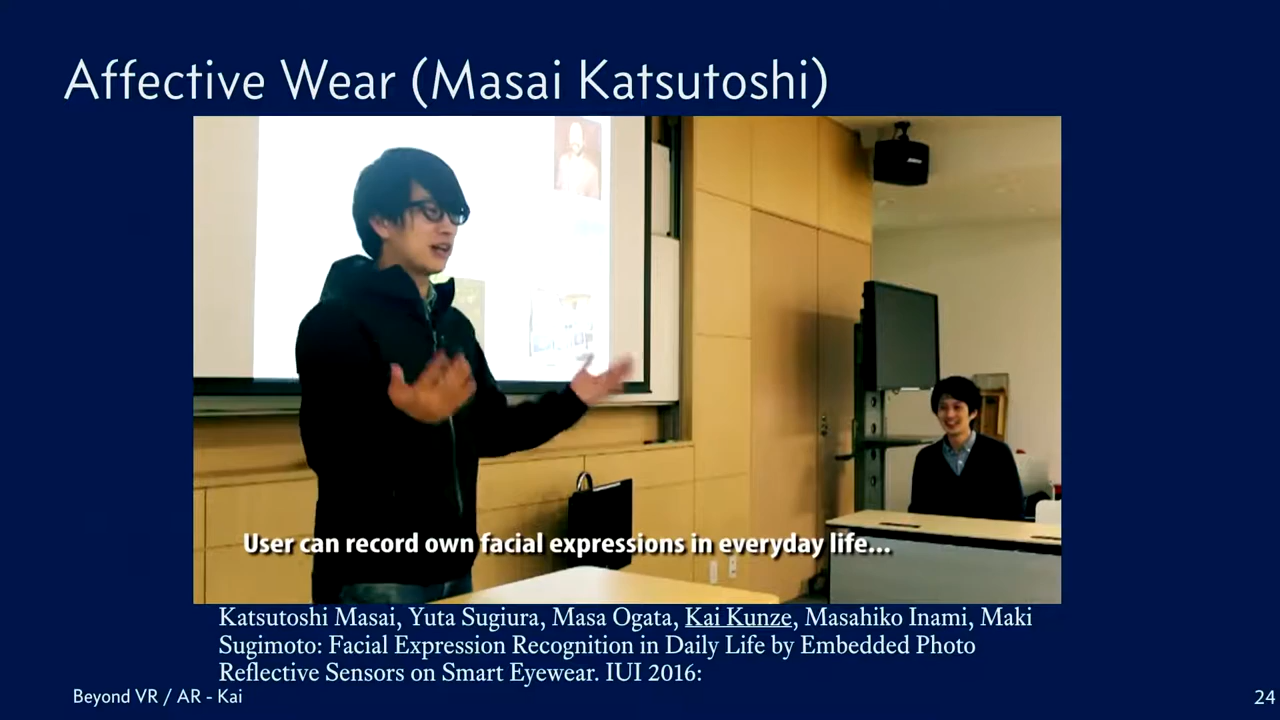 Affective Wear (Masai Katsutoshi)
User can record own facial expressions in everyday life...
Katsutoshi Masai, Yuta Sugiura, Masa Ogata, Kai Kunze, Masahiko Inami, Maki
Sugimoto: Facial Expression Recognition in Daily Life by Embedded Photo
Reflective Sensors on Smart Eyewear. IUI 2016:
Beyond VR / AR - Kai
24